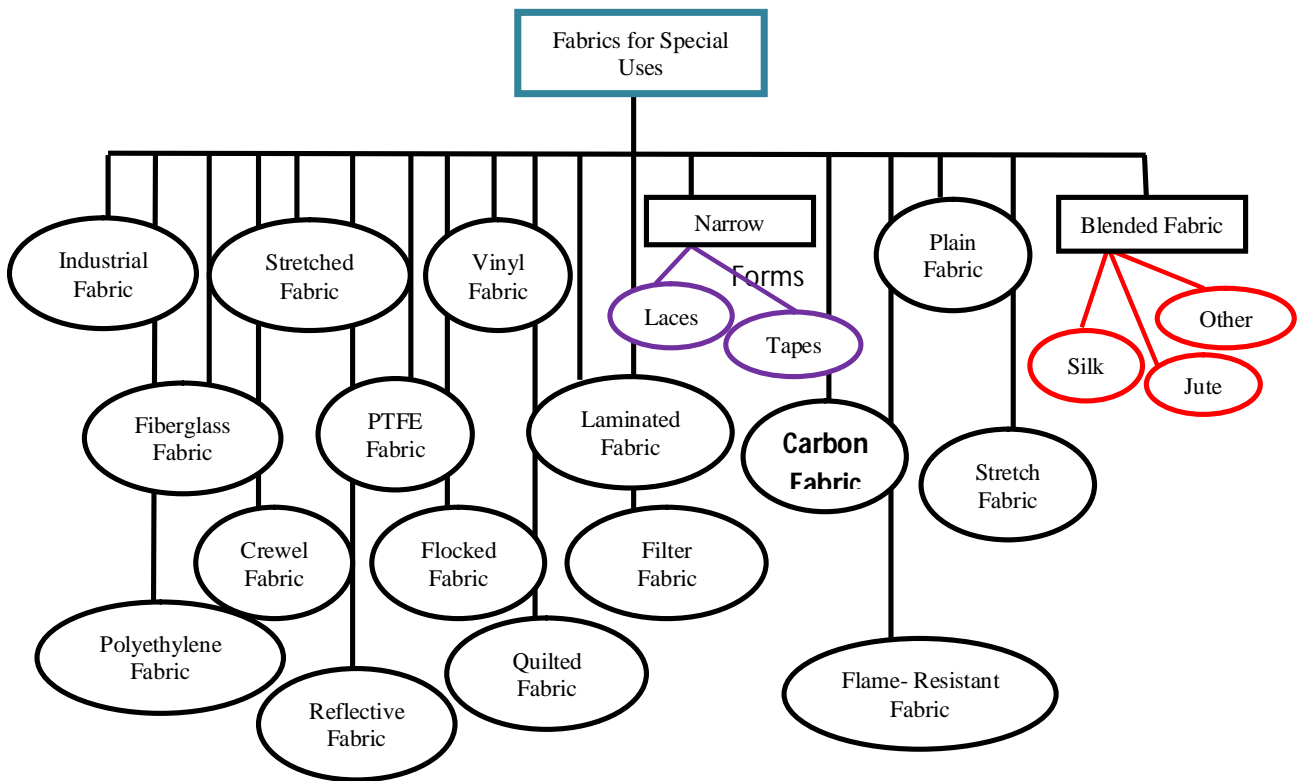 Fabrics for Special
Uses
Narrow
Forms
Blended Fabric
Industrial
Fabric
Stretched
Fabric
Vinyl
Fabric
Plain
Fabric
Laces
Tapes
Other
Silk
Jute
Fiberglass
Fabric
PTFE
Fabric
Laminated
Fabric
Carbon
Fabric
Stretch
Fabric
Crewel
Fabric
Flocked
Fabric
Filter
Fabric
Polyethylene
Fabric
Quilted
Fabric
Flame- Resistant
Fabric
Reflective
Fabric